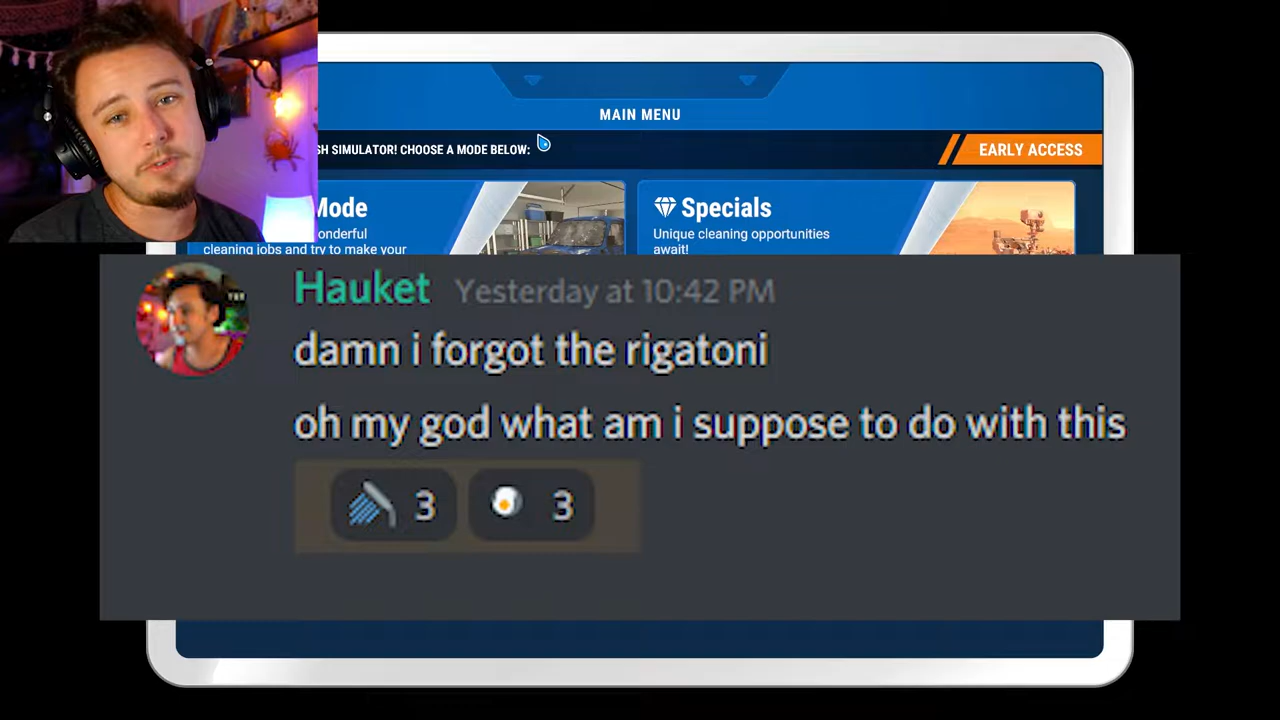 MAIN MENU
SH SIMULATOR! CHOOSE A MODE BELOW:
EARLY ACCESS
Mode
Specials
onderful
Unique cleaning opportunities
cleaning jobs and try to make your
await!
Hauket Yesterday at 10:42 PM
damn i forgot the rigatoni
oh my god what am i suppose to do with this
3 3